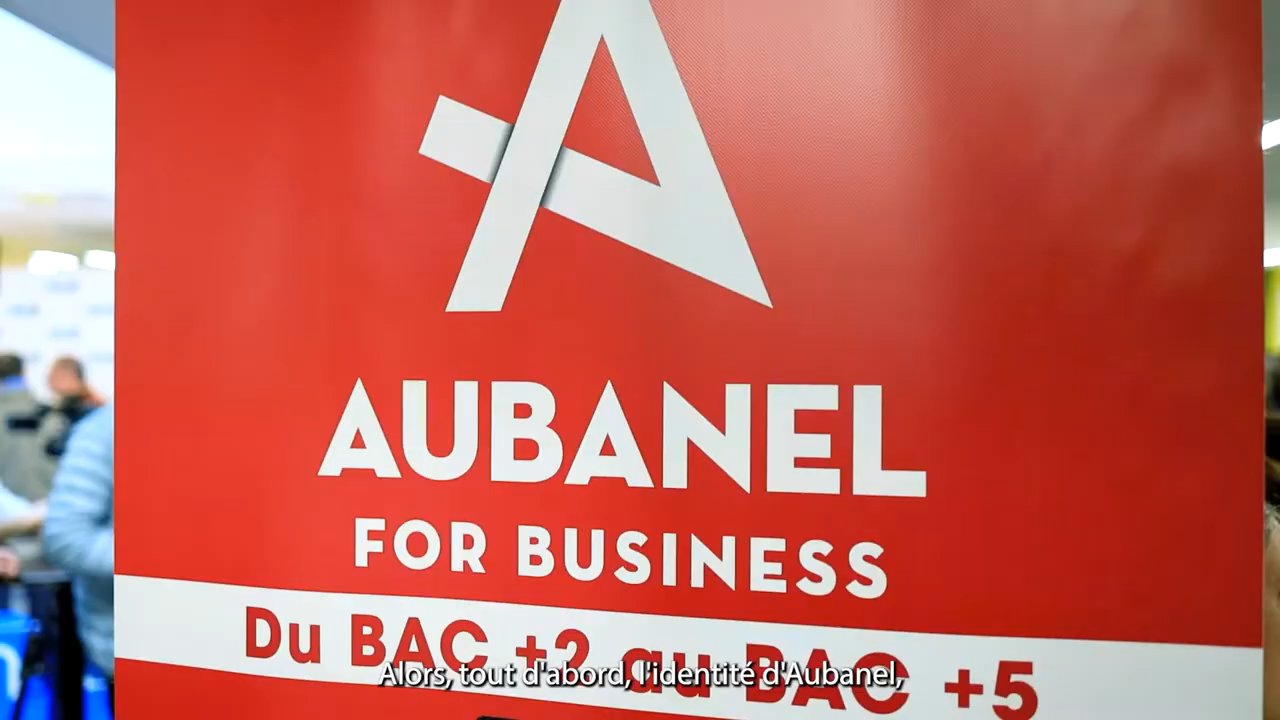 AUBANEL
FOR BUSINESS
Du BAC +2 au BAC +5
Alors, tout d'abord, l'identité d'Aubanel,